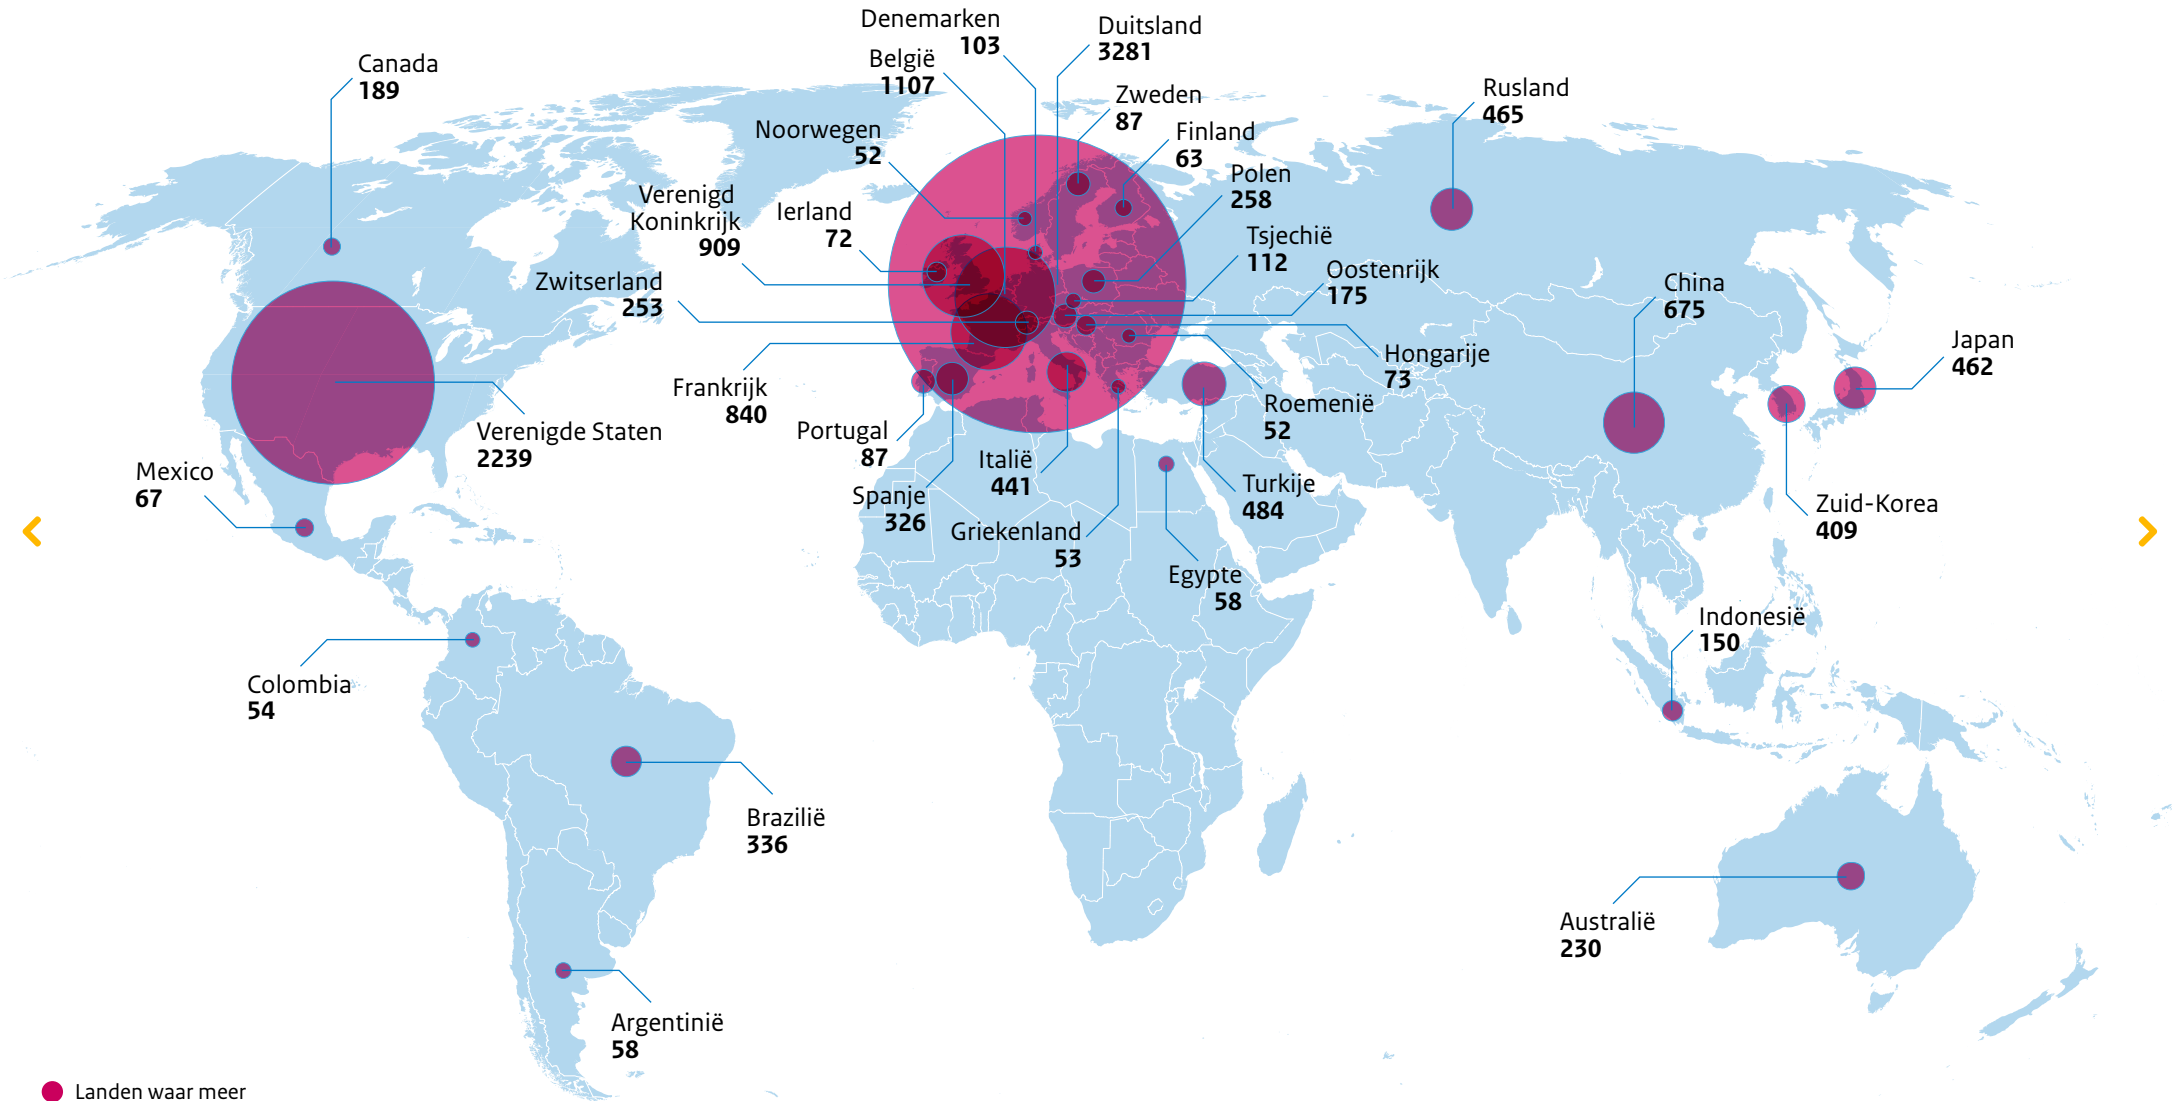 Denemarken
103
Duitsland
3281
België
1107
Canada
189
Zweden
87
Rusland
465
Noorwegen
52
Finland
63
Polen
258
Verenigd
Koninkrijk
909
Ierland
72
Tsjechië
112
Zwitserland
253
Oostenrijk
175
China
675
Japan
462
Hongarije
73
Frankrijk
840
Roemenië
52
Portugal
87
Verenigde Staten
2239
Italië
441
Mexico
67
Turkije
484
Spanje
326
Zuid-Korea
409
Griekenland
53
Egypte
58
Indonesië
150
Colombia
54
Brazilië
336
Australië
230
Argentinië
58
Landen waar meer